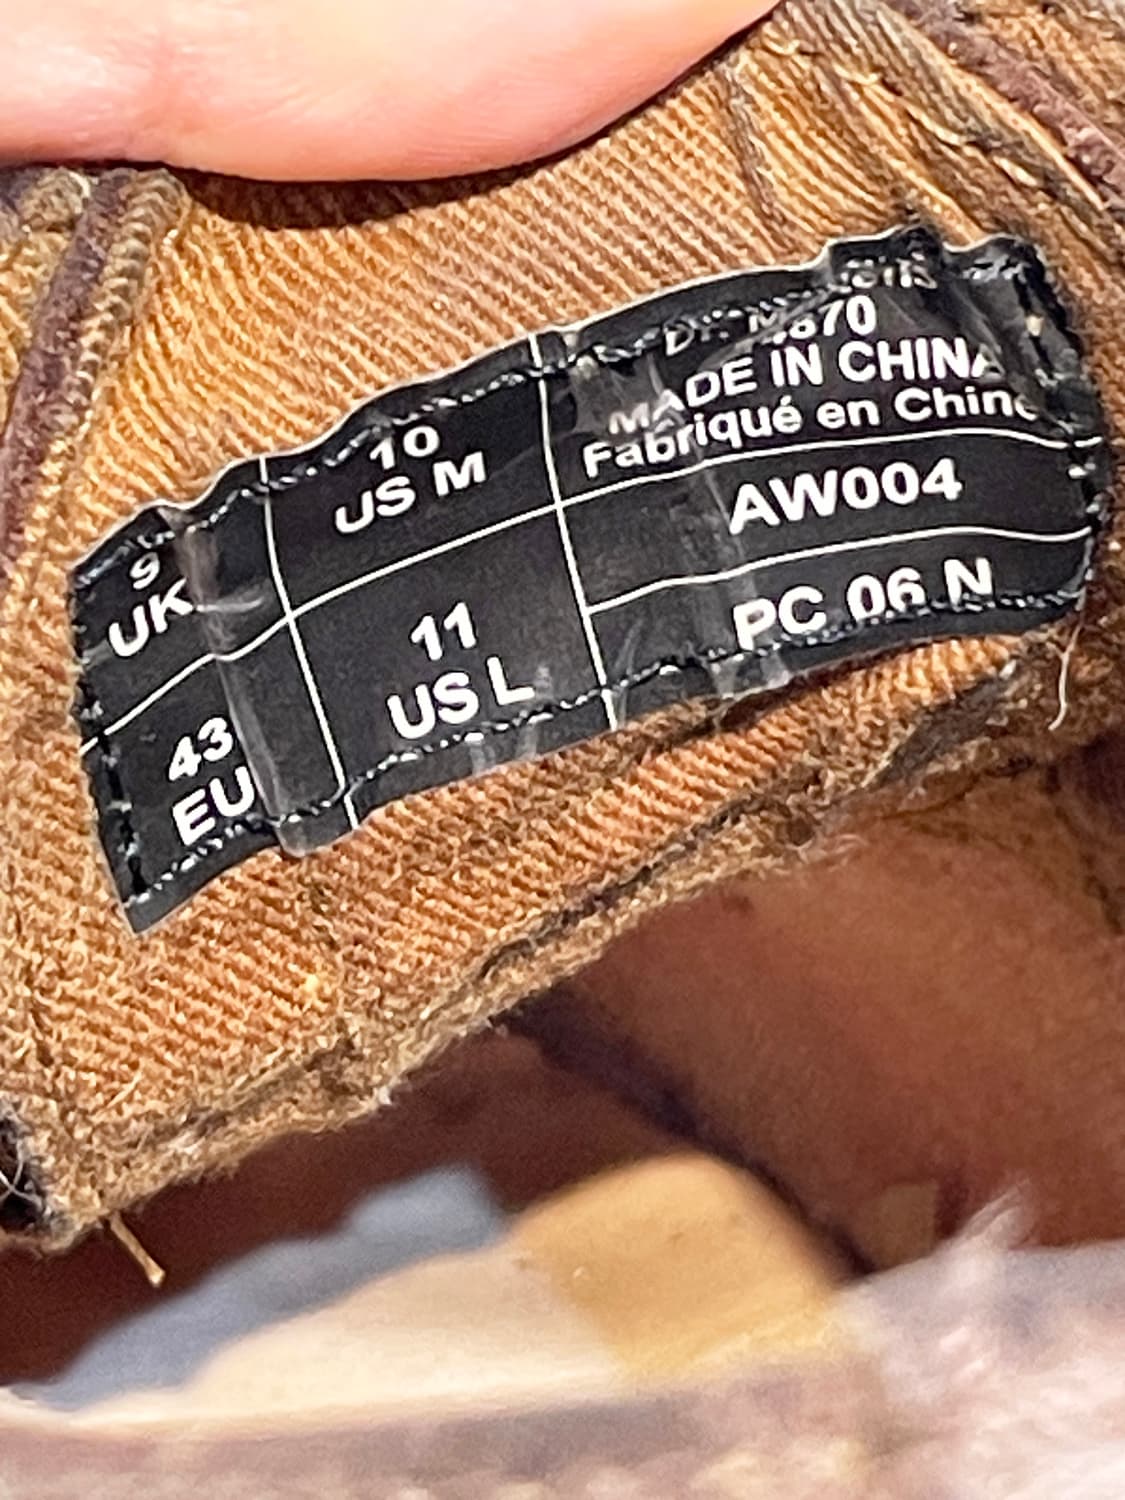 9
UK
43
EU
10
US M
11
US L
MADE IN CHINA
Fabriqué en Chine
AW004
PC 06 N